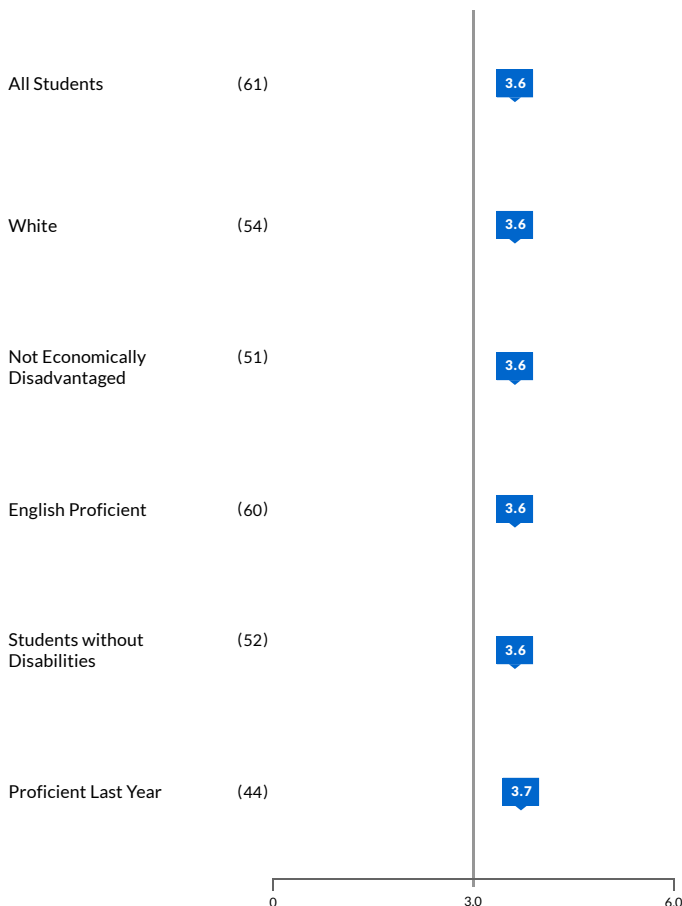 All Students (61) 3.6
White (54) 3.6
Not Economically (51) 3.6
Disadvantaged
English Proficient (60) 3.6
Students without (52) 3.6
Disabilities
Proficient Last Year (44) 3.7
0 3.0 6.0